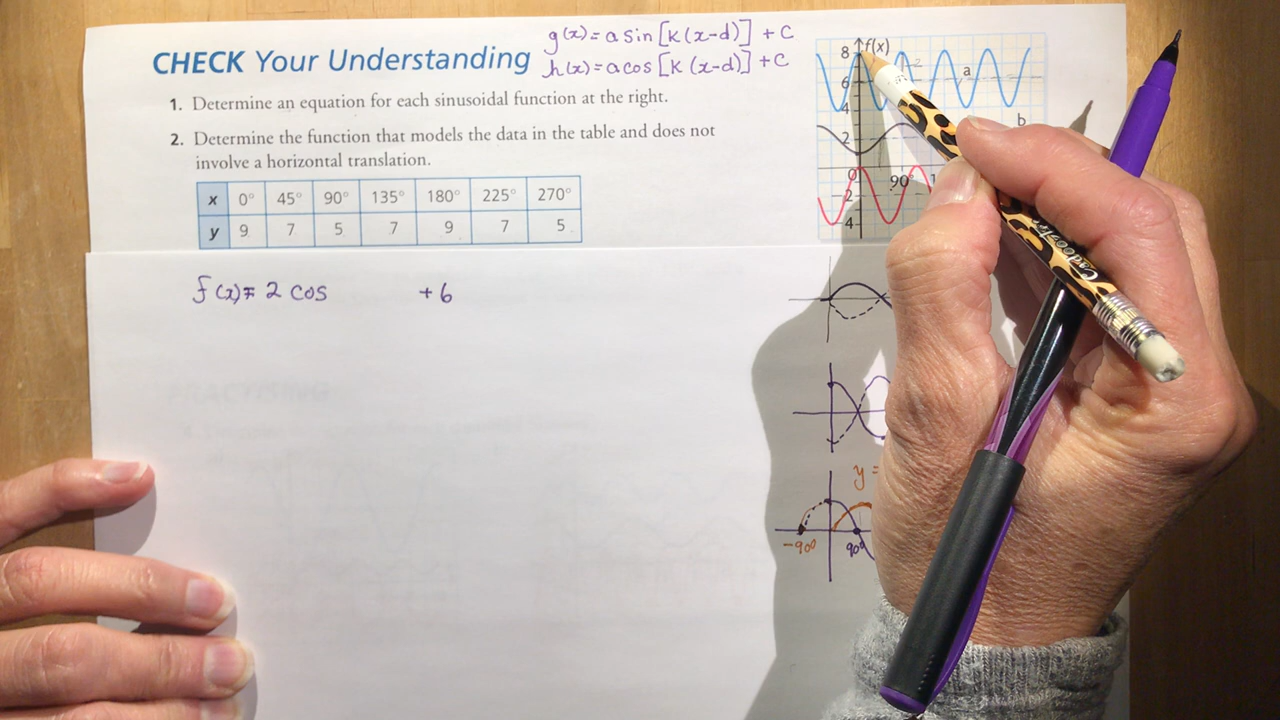 g(x) = a sin [k(x-d)] + c
CHECK Your Understanding
h(x) = a cos [k (x-d)] + c
1. Determine an equation for each sinusoidal function at the right.
2. Determine the function that models the data in the table and does not
involve a horizontal translation.
x 0° 45° 90° 135° 180° 225° 270°
y 9 7 5 7 9 7 5
f(x) = 2 cos + 6
8 f(x)
a
6
4
b
2
0 90°
-2
-4
y =
-90° 90°